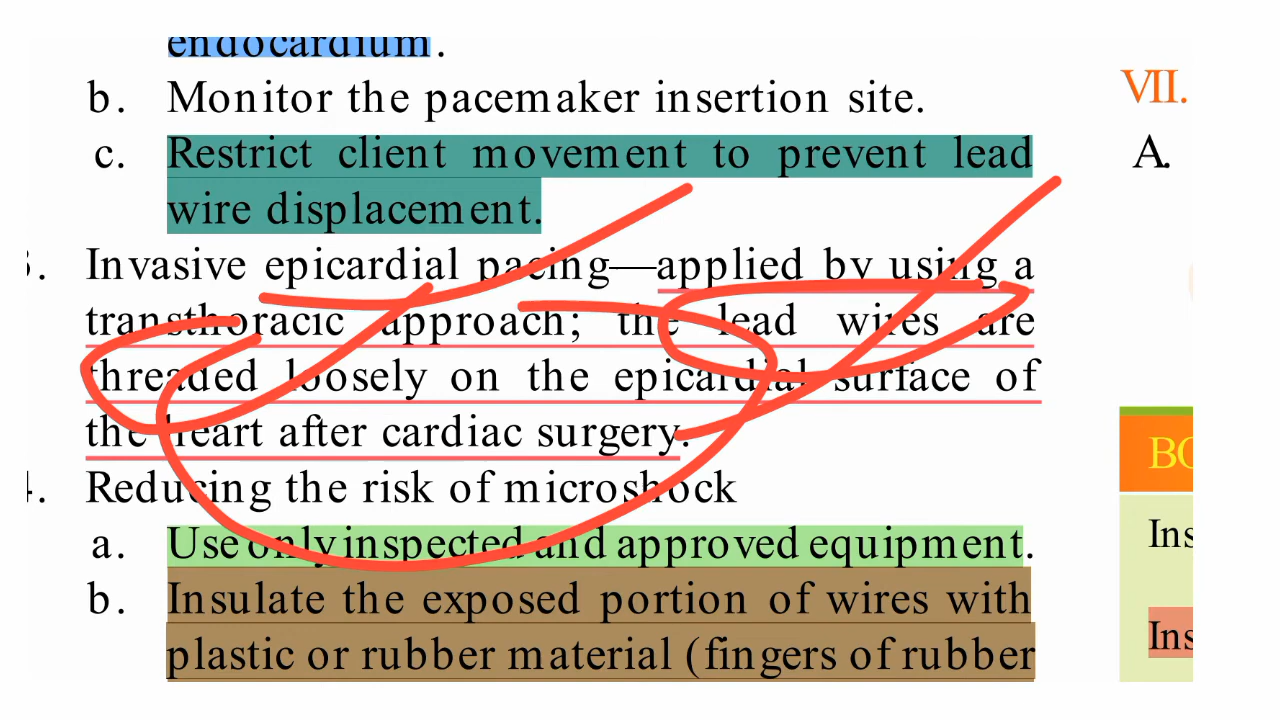 endocardium.
b. Monitor the pacemaker insertion site.
c. Restrict client movement to prevent lead
wire displacement.
3. Invasive epicardial pacing—applied by using a
transthoracic approach; the lead wires are
threaded loosely on the epicardial surface of
the heart after cardiac surgery.
4. Reducing the risk of microshock
a. Use only inspected and approved equipment.
b. Insulate the exposed portion of wires with
plastic or rubber material (fingers of rubber
VII.
A.
BO
Ins
Ins